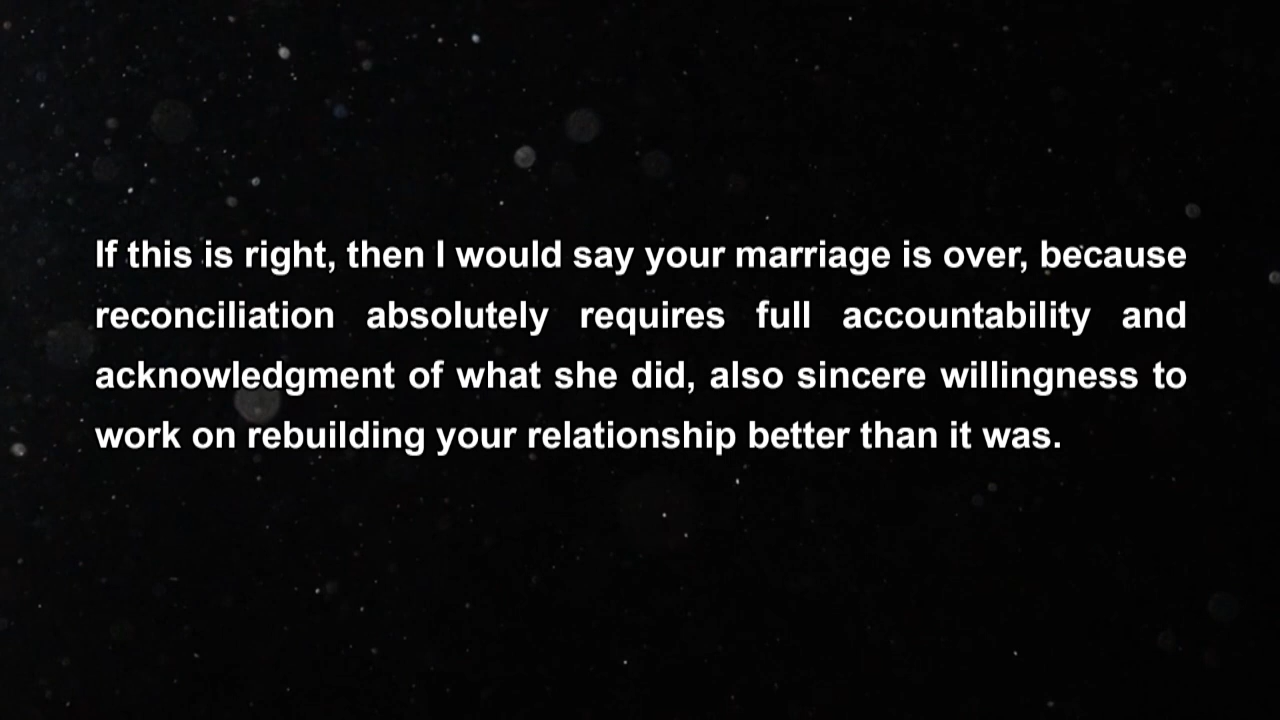 If this is right, then I would say your marriage is over, because
reconciliation absolutely requires full accountability and
acknowledgment of what she did, also sincere willingness to
work on rebuilding your relationship better than it was.